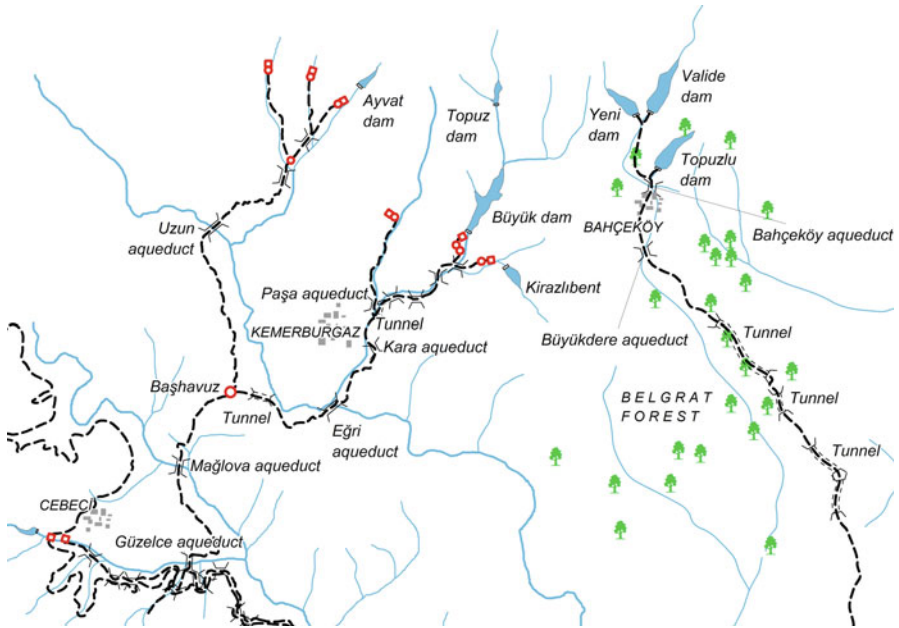 Ayvat
dam
Topuz
dam
Valide
dam
Yeni
dam
Topuzlu
dam
Uzun
aqueduct
Büyük dam
BAHÇEKÖY
Bahçeköy aqueduct
Paşa aqueduct
Kirazlıbent
Tunnel
KEMERBURGAZ
Kara aqueduct
Büyükdere aqueduct
Tunnel
Başhavuz
Tunnel
Eğri
aqueduct
BELGRAT
FOREST
Tunnel
Mağlova aqueduct
Tunnel
CEBECİ
Güzelce aqueduct